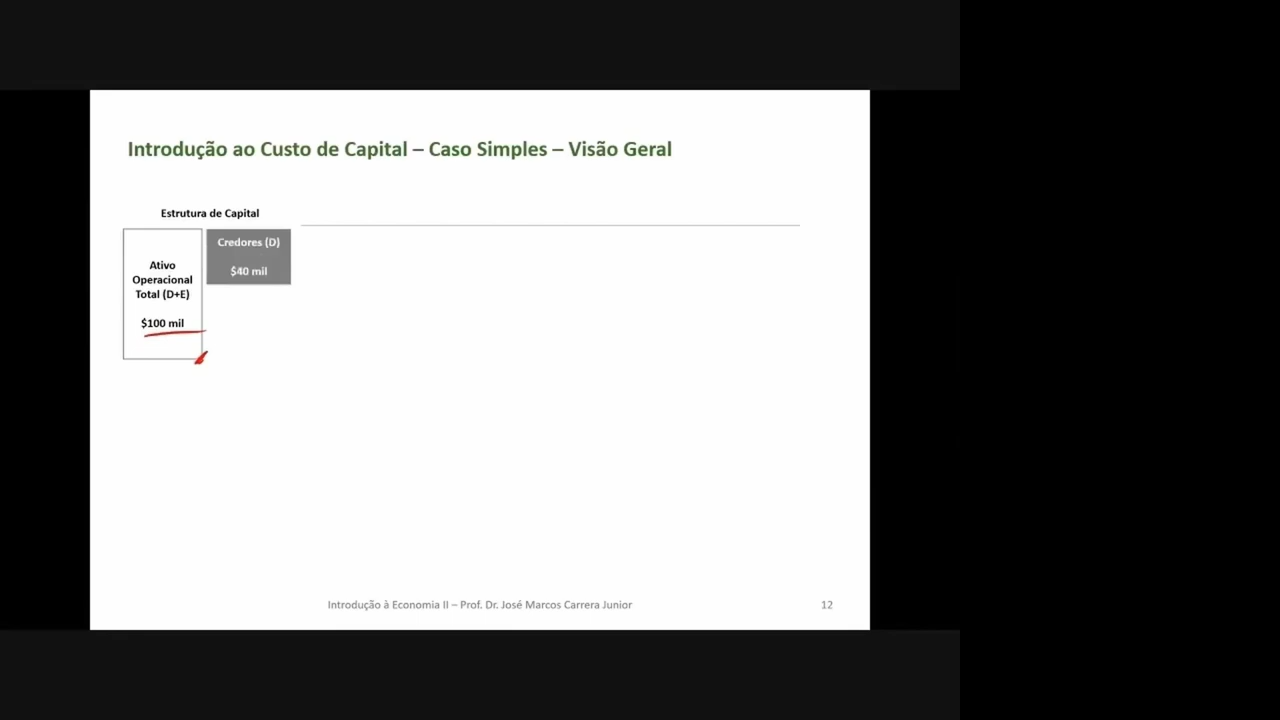 Introdução ao Custo de Capital – Caso Simples – Visão Geral
Estrutura de Capital
Ativo
Operacional
Total (D+E)
$100 mil
Credores (D)
$40 mil
Introdução à Economia II – Prof. Dr. José Marcos Carrera Junior
12